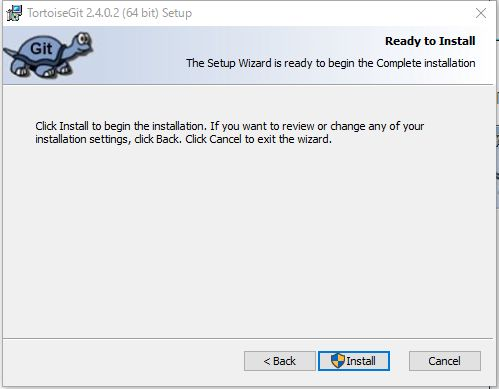 TortoiseGit 2.4.0.2 (64 bit) Setup
Git
Ready to Install
The Setup Wizard is ready to begin the Complete installation
Click Install to begin the installation. If you want to review or change any of your
installation settings, click Back. Click Cancel to exit the wizard.
< Back
Install
Cancel